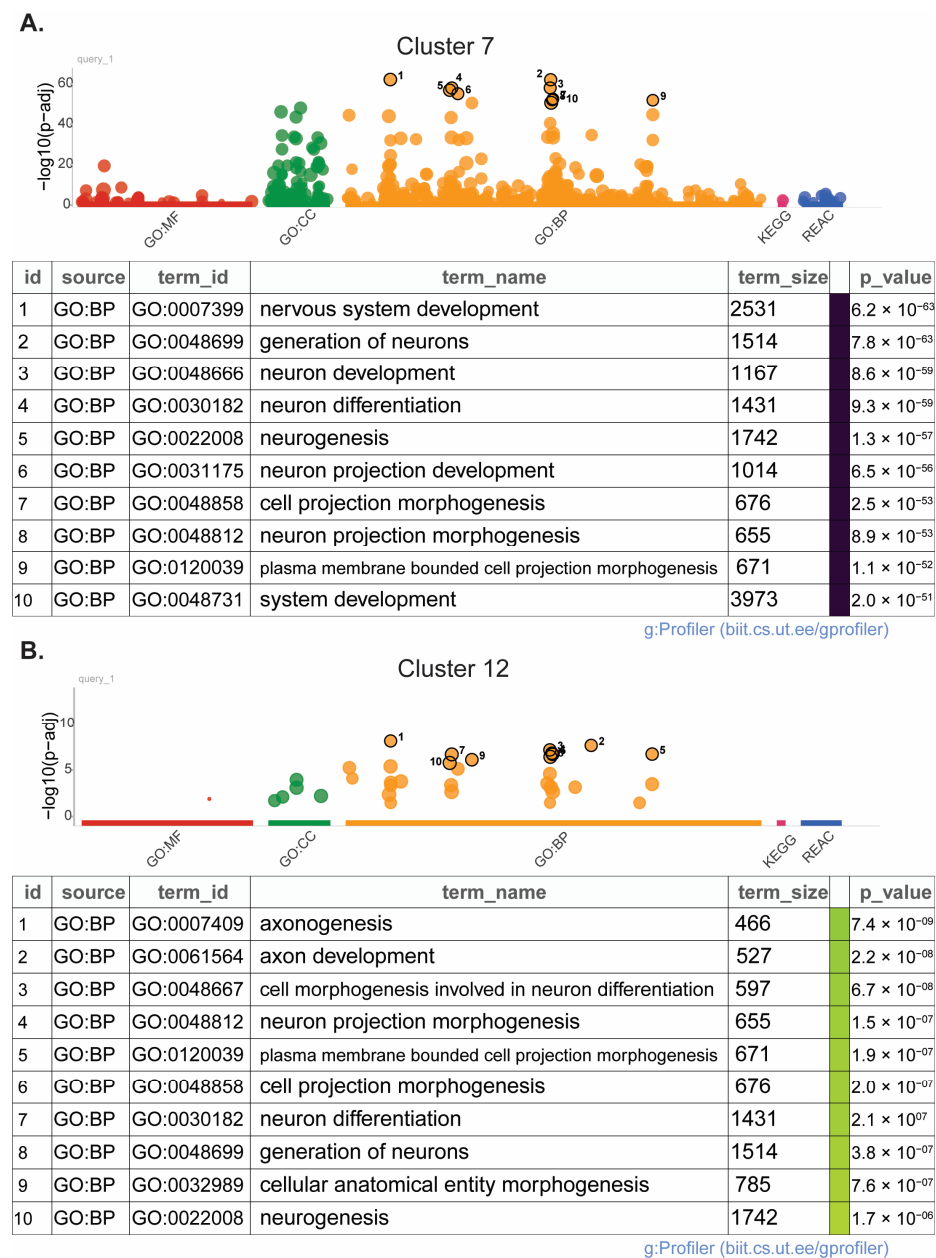 A.
Cluster 7
query_1
−log10(p-adj)
60
40
20
0
1
5
4
6
2
3
8
10
9
GO:MF
GO:CC
GO:BP
KEGG
REAC
id source term_id term_name term_size p_value
1 GO:BP GO:0007399 nervous system development 2531 6.2 × 10⁻⁶³
2 GO:BP GO:0048699 generation of neurons 1514 7.8 × 10⁻⁶³
3 GO:BP GO:0048666 neuron development 1167 8.6 × 10⁻⁵⁹
4 GO:BP GO:0030182 neuron differentiation 1431 9.3 × 10⁻⁵⁹
5 GO:BP GO:0022008 neurogenesis 1742 1.3 × 10⁻⁵⁷
6 GO:BP GO:0031175 neuron projection development 1014 6.5 × 10⁻⁵⁶
7 GO:BP GO:0048858 cell projection morphogenesis 676 2.5 × 10⁻⁵³
8 GO:BP GO:0048812 neuron projection morphogenesis 655 8.9 × 10⁻⁵³
9 GO:BP GO:0120039 plasma membrane bounded cell projection morphogenesis 671 1.1 × 10⁻⁵²
10 GO:BP GO:0048731 system development 3973 2.0 × 10⁻⁵¹
g:Profiler (biit.cs.ut.ee/gprofiler)
B.
Cluster 12
query_1
−log10(p-adj)
10
5
0
1
10
7
9
3
2
5
GO:MF
GO:CC
GO:BP
KEGG
REAC
id source term_id term_name term_size p_value
1 GO:BP GO:0007409 axonogenesis 466 7.4 × 10⁻⁰⁹
2 GO:BP GO:0061564 axon development 527 2.2 × 10⁻⁰⁸
3 GO:BP GO:0048667 cell morphogenesis involved in neuron differentiation 597 6.7 × 10⁻⁰⁸
4 GO:BP GO:0048812 neuron projection morphogenesis 655 1.5 × 10⁻⁰⁷
5 GO:BP GO:0120039 plasma membrane bounded cell projection morphogenesis 671 1.9 × 10⁻⁰⁷
6 GO:BP GO:0048858 cell projection morphogenesis 676 2.0 × 10⁻⁰⁷
7 GO:BP GO:0030182 neuron differentiation 1431 2.1 × 10⁰⁷
8 GO:BP GO:0048699 generation of neurons 1514 3.8 × 10⁻⁰⁷
9 GO:BP GO:0032989 cellular anatomical entity morphogenesis 785 7.6 × 10⁻⁰⁷
10 GO:BP GO:0022008 neurogenesis 1742 1.7 × 10⁻⁰⁶
g:Profiler (biit.cs.ut.ee/gprofiler)